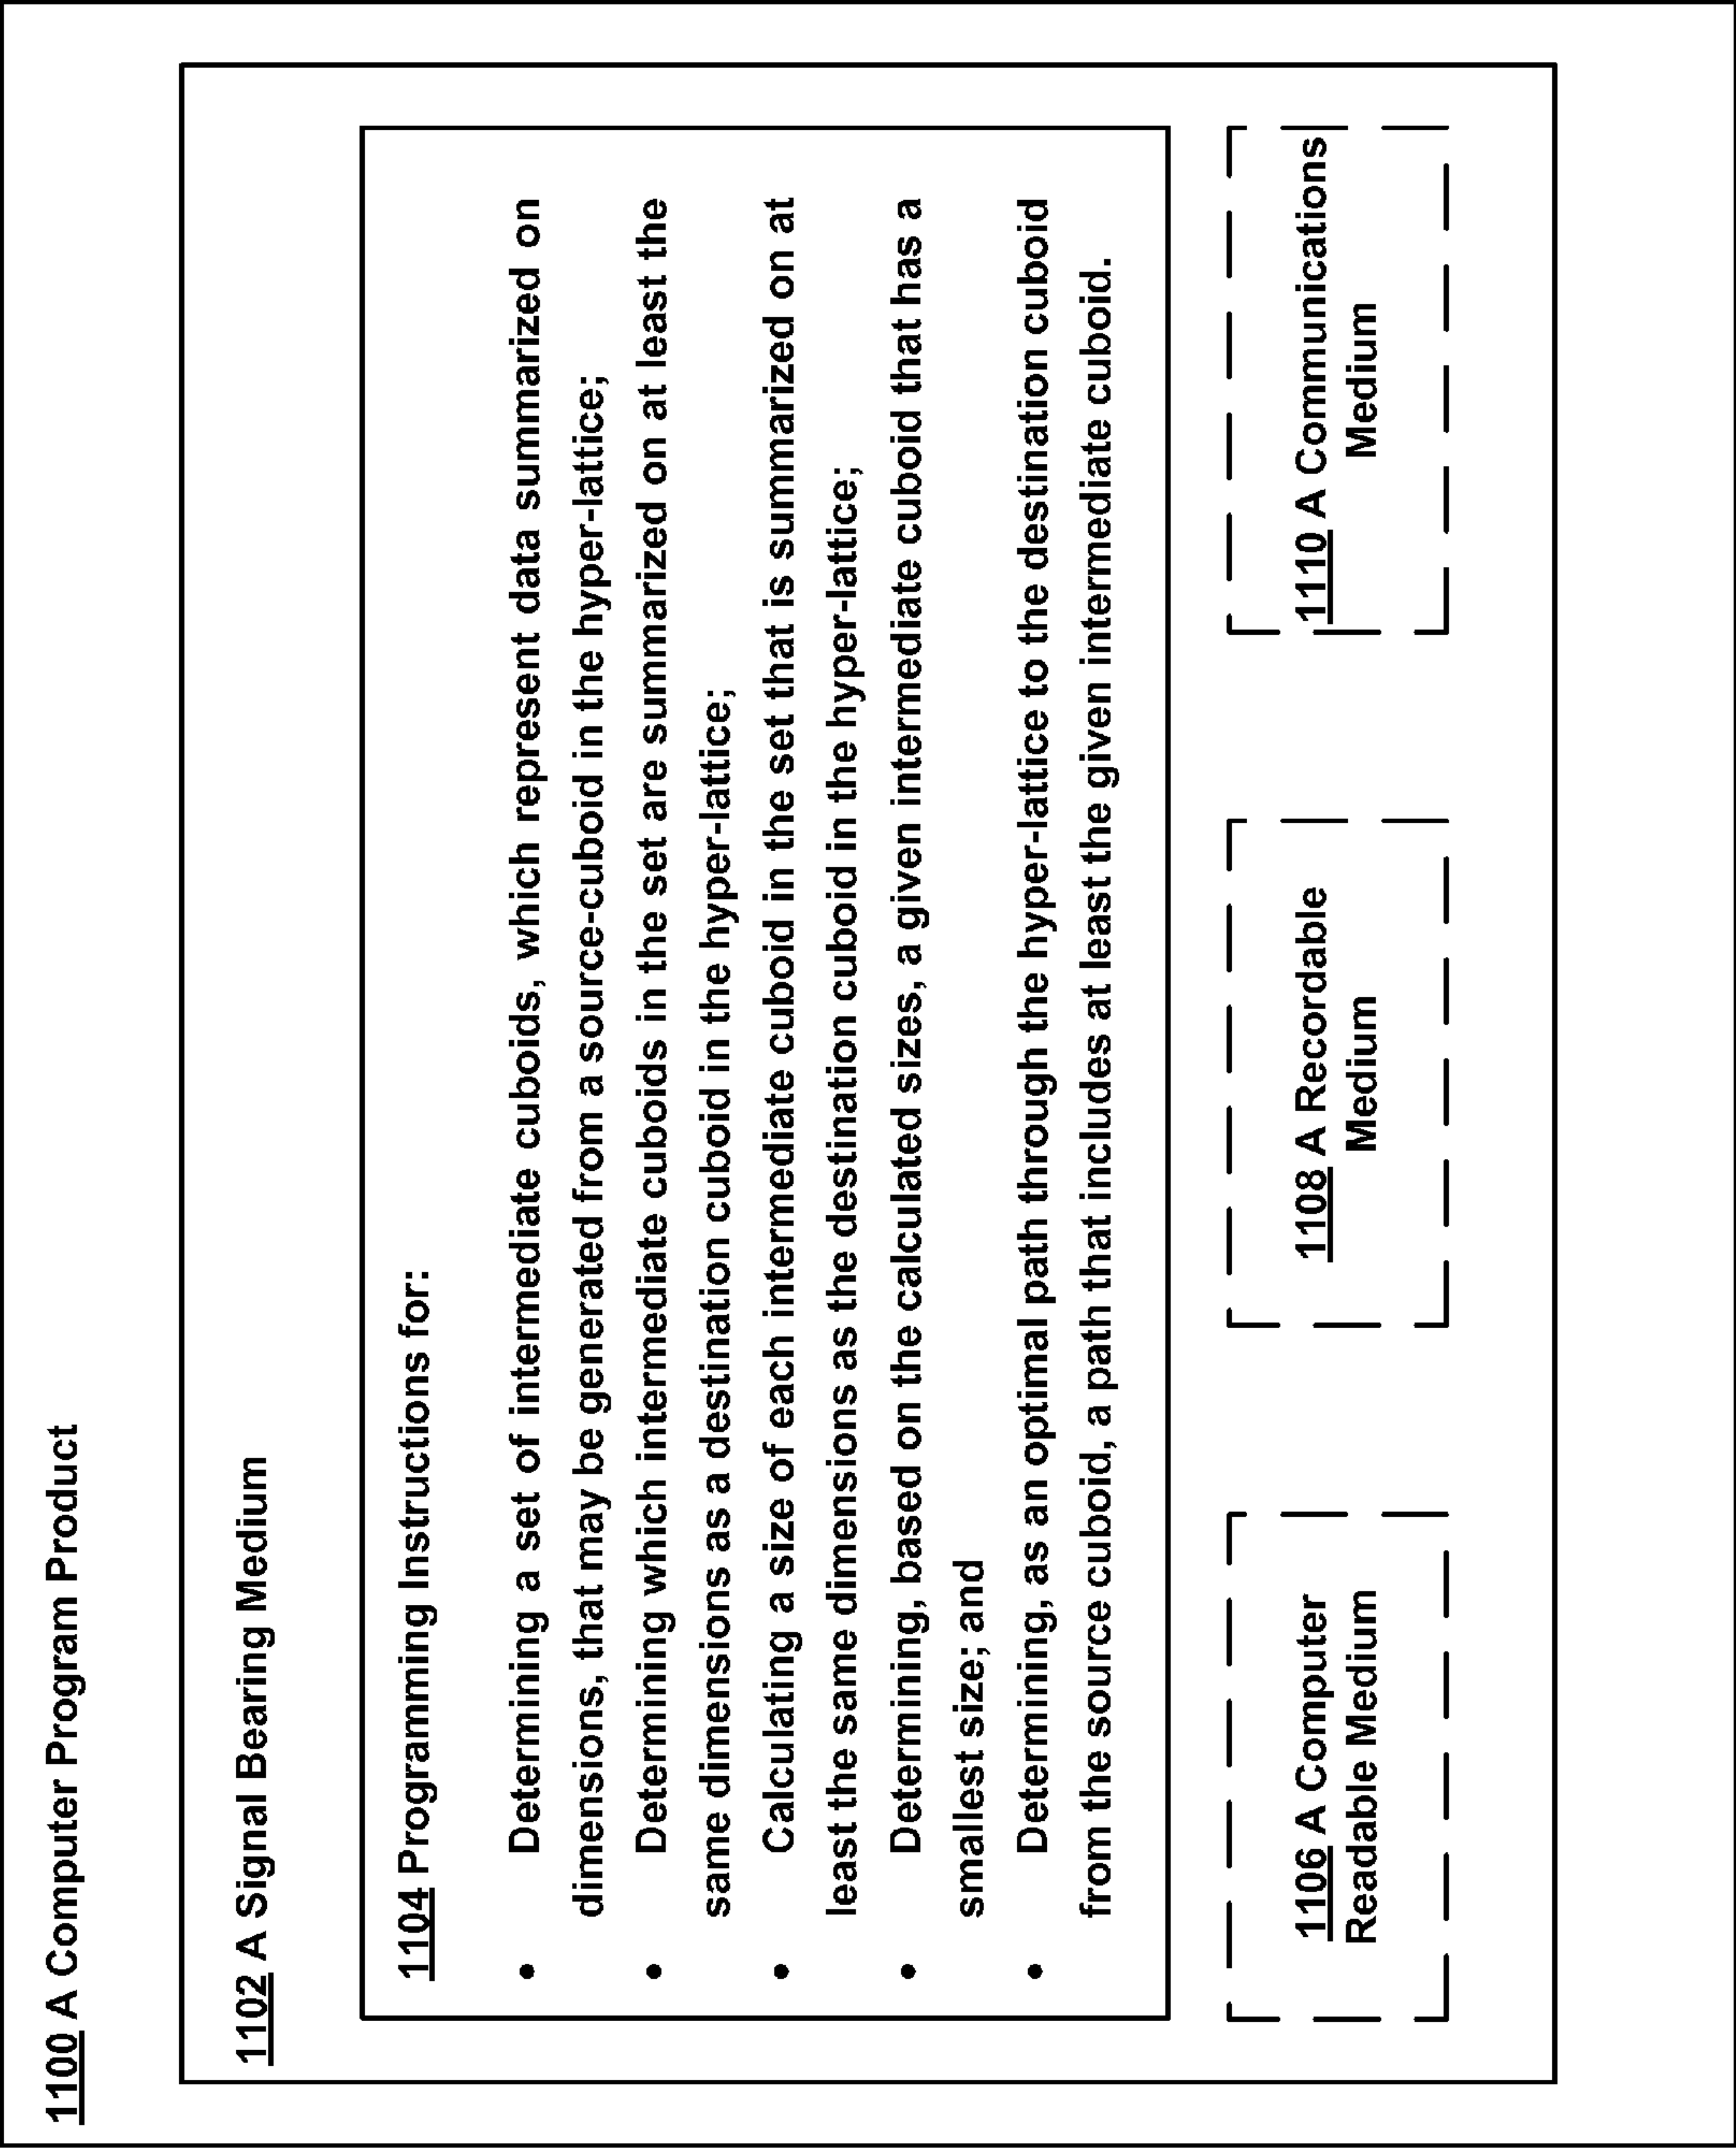 1100 A Computer Program Product
1102 A Signal Bearing Medium
1104 Programming Instructions for:
• Determining a set of intermediate cuboids, which represent data summarized on
dimensions, that may be generated from a source-cuboid in the hyper-lattice;
• Determining which intermediate cuboids in the set are summarized on at least the
same dimensions as a destination cuboid in the hyper-lattice;
• Calculating a size of each intermediate cuboid in the set that is summarized on at
least the same dimensions as the destination cuboid in the hyper-lattice;
• Determining, based on the calculated sizes, a given intermediate cuboid that has a
smallest size; and
• Determining, as an optimal path through the hyper-lattice to the destination cuboid
from the source cuboid, a path that includes at least the given intermediate cuboid.
1106 A Computer
Readable Medium
1108 A Recordable
Medium
1110 A Communications
Medium